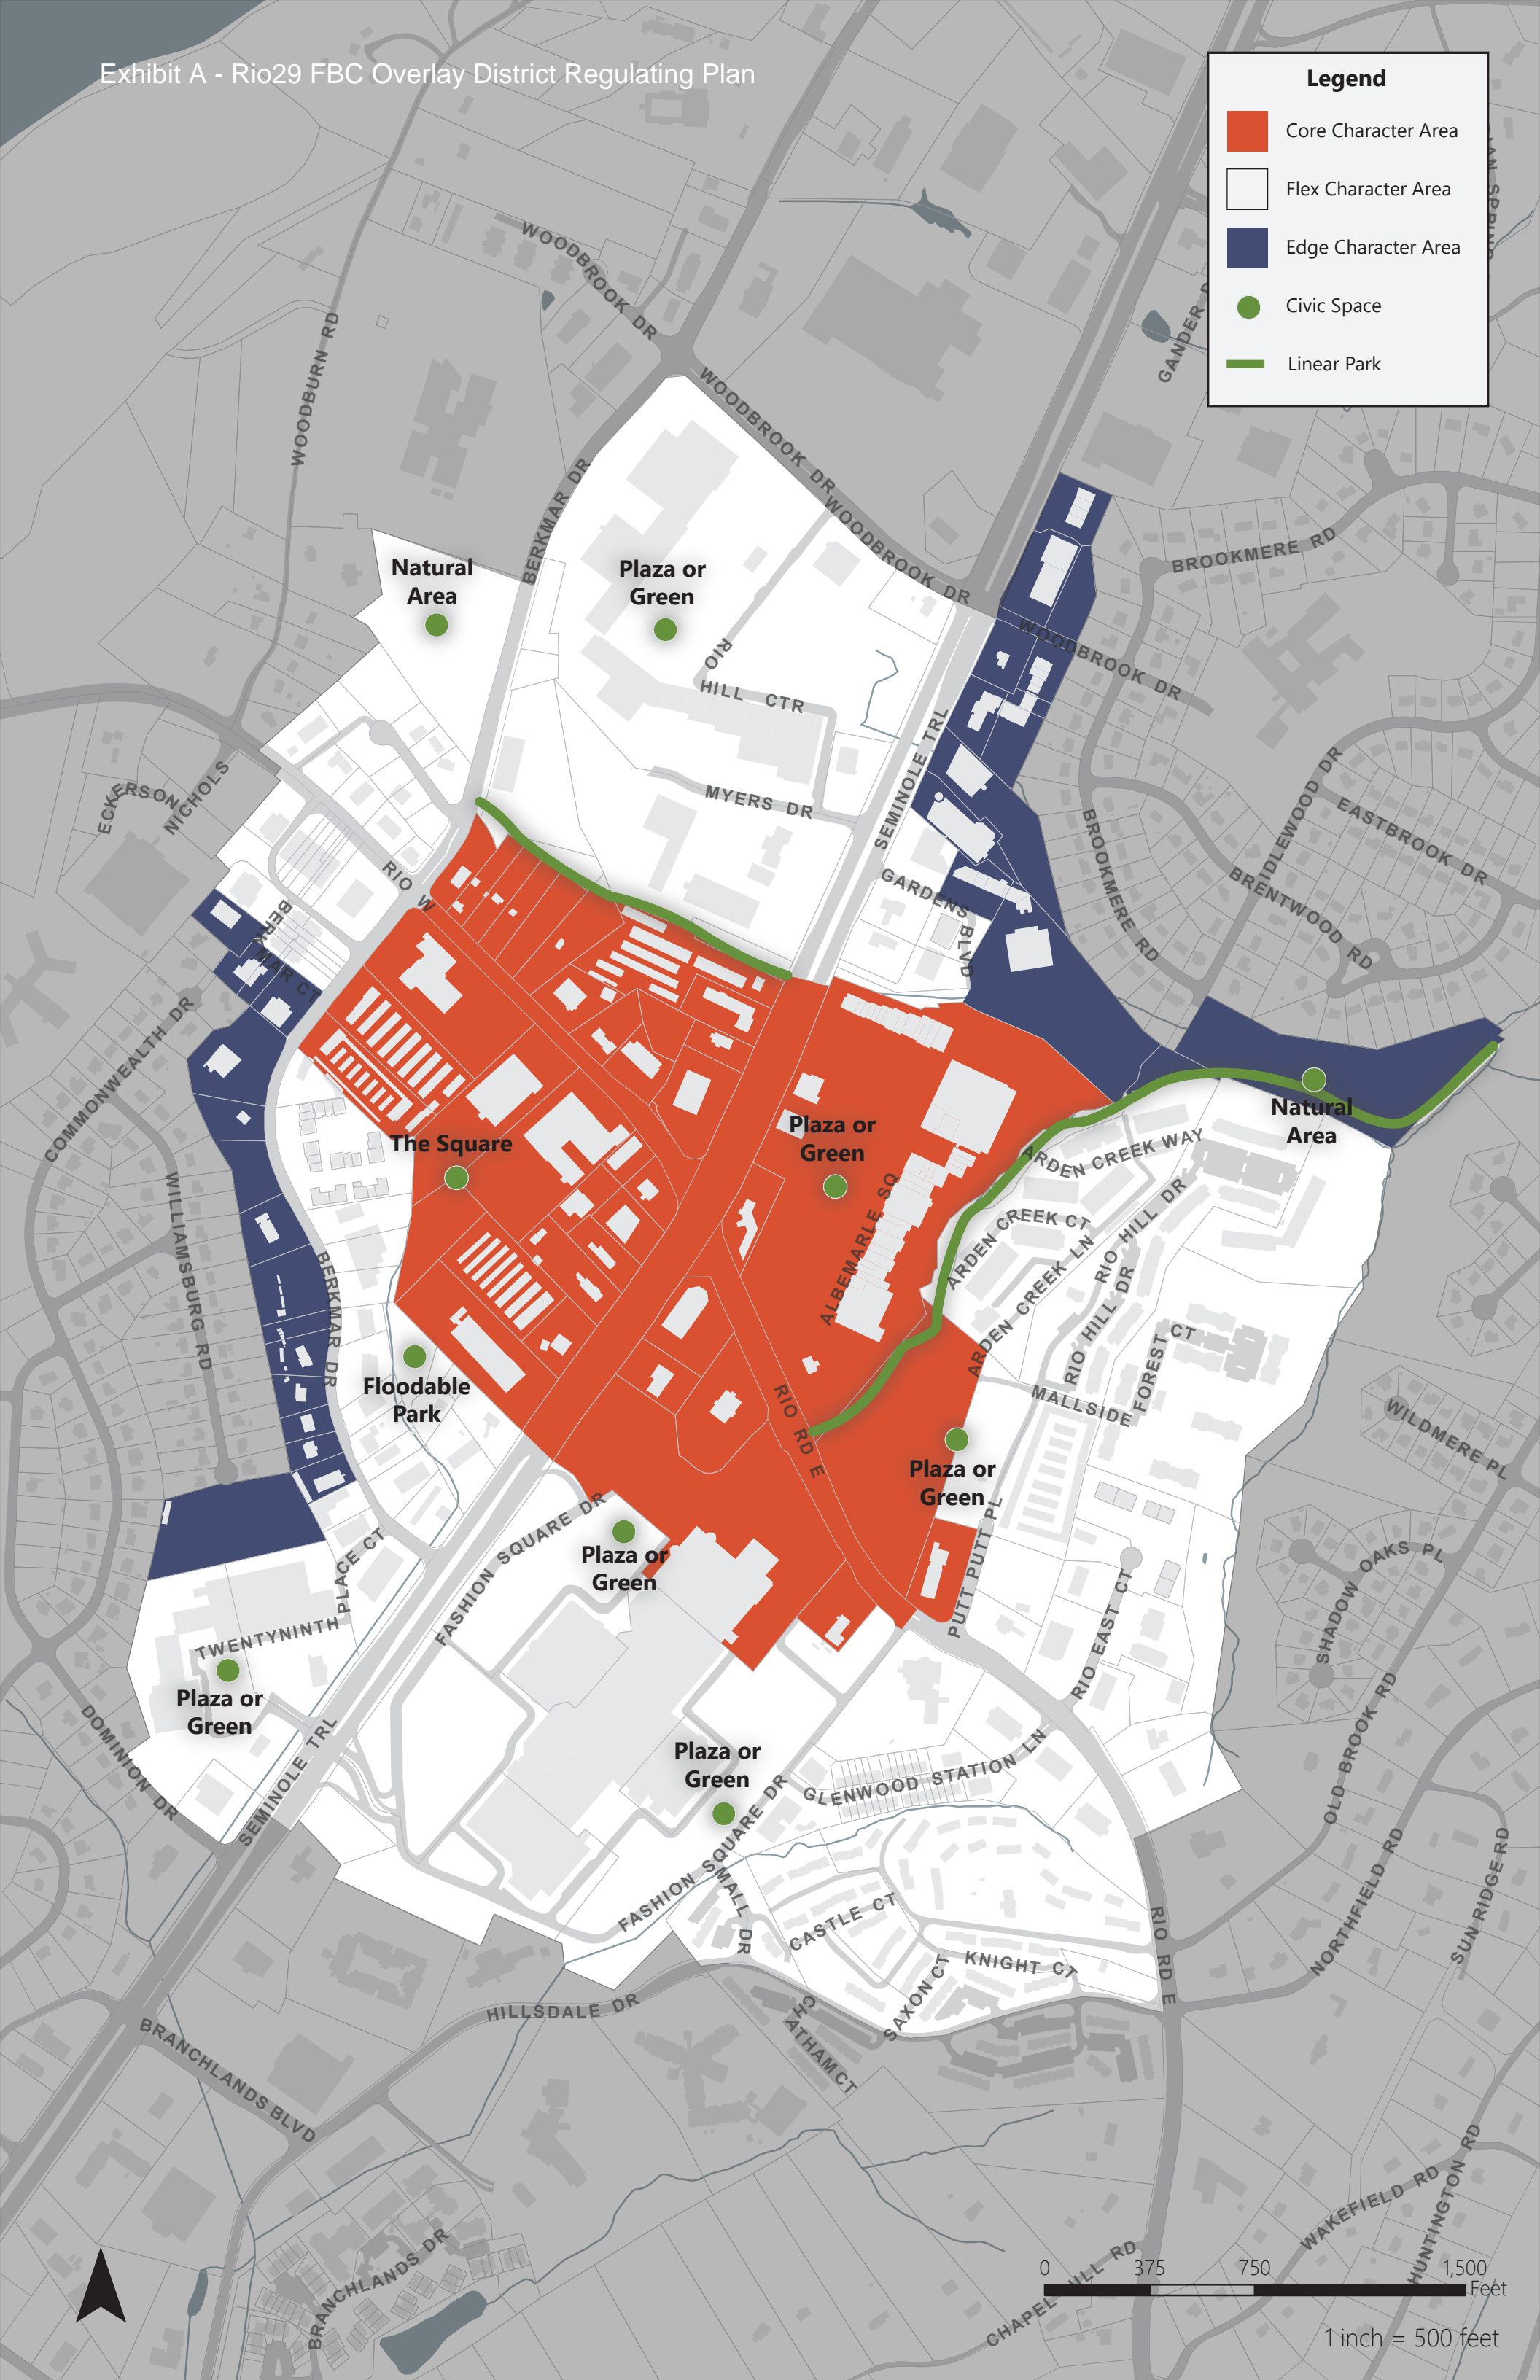 Exhibit A - Rio29 FBC Overlay District Regulating Plan
Legend
Core Character Area
Flex Character Area
Edge Character Area
Civic Space
Linear Park
WOODBROOK DR
WOODBURN RD
GANDER
WOODBROOK DR
WOODBROOK DR
BERKMAR DR
BROOKMERE RD
Natural
Area
Plaza or
Green
WOODBROOK DR
RIO
HILL CTR
MYERS DR
SEMINOLE TRL
ECKERSON
NICHOLS
RIO W
GARDENS
BLVD
BROOKMERE RD
IDLEWOOD DR
EASTBROOK DR
BRENTWOOD RD
BERKMAR CT
COMMONWEALTH DR
The Square
Plaza or
Green
Natural
Area
ARDEN CREEK WAY
ARDEN CREEK CT
ARDEN CREEK LN
RIO HILL DR
RIO HILL DR
ALBEMARLE SQ
WILLIAMSBURG RD
BERKMAR DR
FOREST CT
MALLSIDE
Floodable
Park
RIO RD E
WILDMERE PL
Plaza or
Green
PUTT PUTT PL
FASHION SQUARE DR
Plaza or
Green
SHADOW OAKS PL
RIO EAST CT
PLACE CT
TWENTYNINTH
Plaza or
Green
DOMINION DR
SEMINOLE TRL
Plaza or
Green
GLENWOOD STATION LN
OLD BROOK RD
FASHION SQUARE DR
MALL DR
CASTLE CT
KNIGHT CT
SAXON CT
RIO RD E
NORTHFIELD RD
SUN RIDGE RD
HILLSDALE DR
CHATHAM CT
BRANCHLANDS BLVD
BRANCHLANDS DR
WAKEFIELD RD
HUNTINGTON RD
CHAPEL HILL RD
0 375 750 1,500
Feet
1 inch = 500 feet